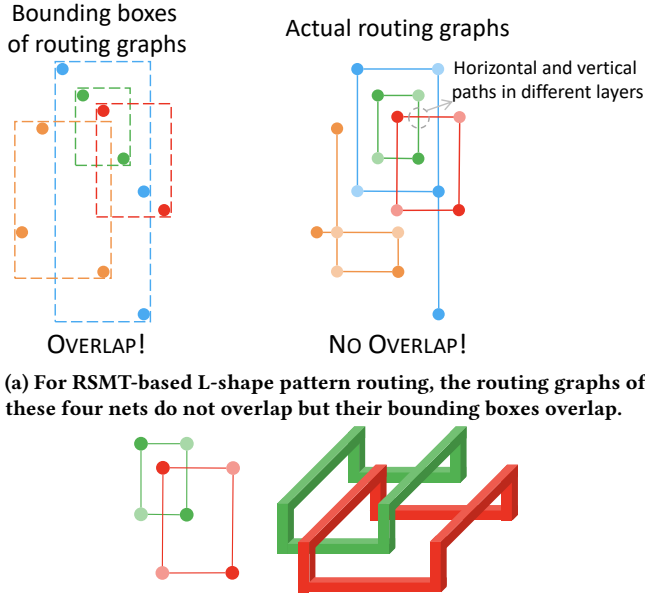 Bounding boxes
of routing graphs
Actual routing graphs
Horizontal and vertical
paths in different layers
OVERLAP!
NO OVERLAP!
(a) For RSMT-based L-shape pattern routing, the routing graphs of
these four nets do not overlap but their bounding boxes overlap.